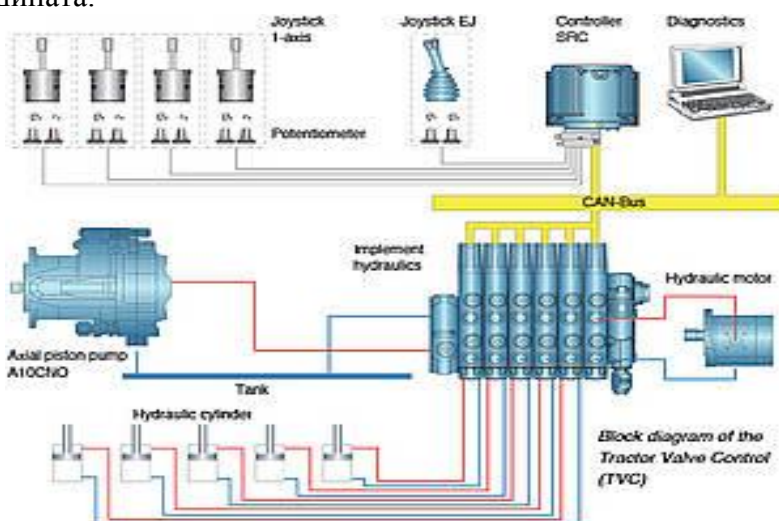 Joystick
1-axis
Joystick EJ
Controller
SRC
Diagnostics
Potentiometer
CAN-Bus
Implement
hydraulics
Hydraulic motor
Axial piston pump
A10CNO
Tank
Hydraulic cylinder
Block diagram of the
Tractor Valve Control
(TVC)